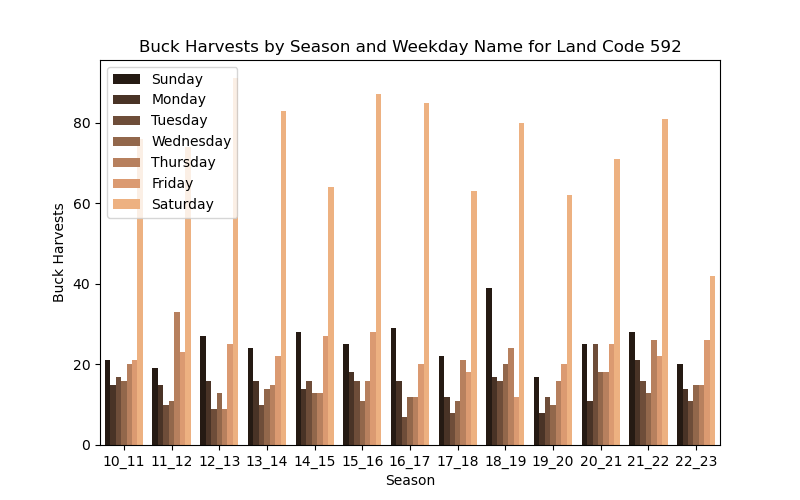 Buck Harvests by Season and Weekday Name for Land Code 592
Sunday
Monday
Tuesday
Wednesday
Thursday
Friday
Saturday
Buck Harvests
80
60
40
20
0
10_11 11_12 12_13 13_14 14_15 15_16 16_17 17_18 18_19 19_20 20_21 21_22 22_23
Season